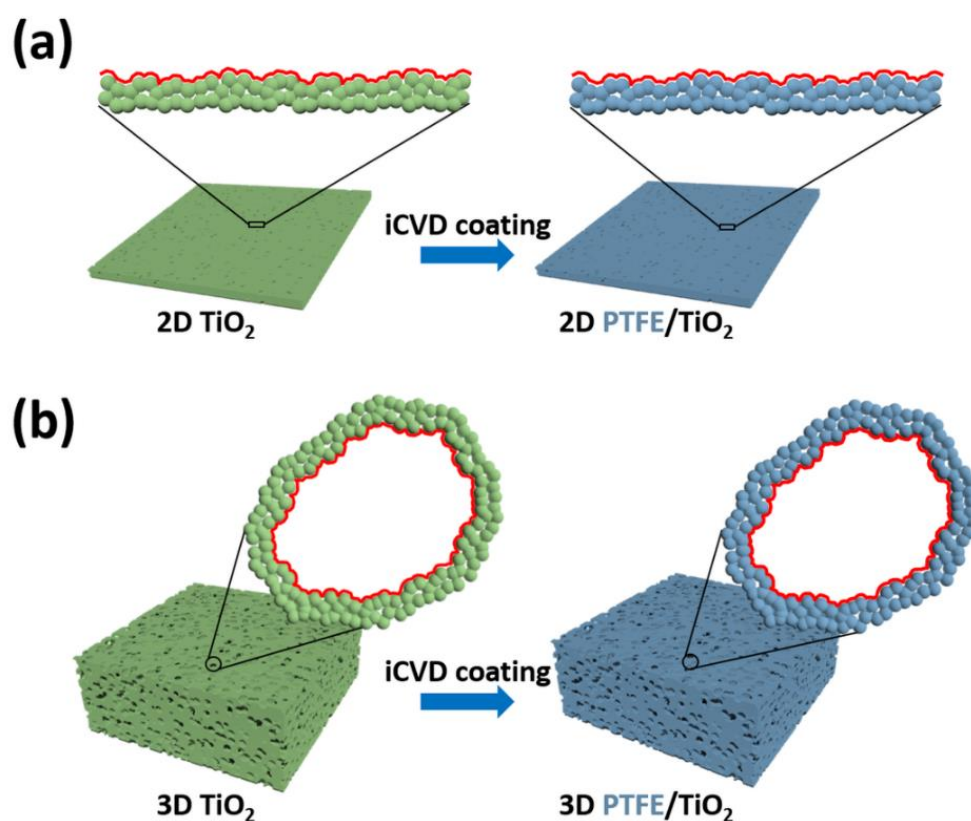 (a)
iCVD coating
2D TiO₂
2D PTFE/TiO₂
(b)
iCVD coating
3D TiO₂
3D PTFE/TiO₂